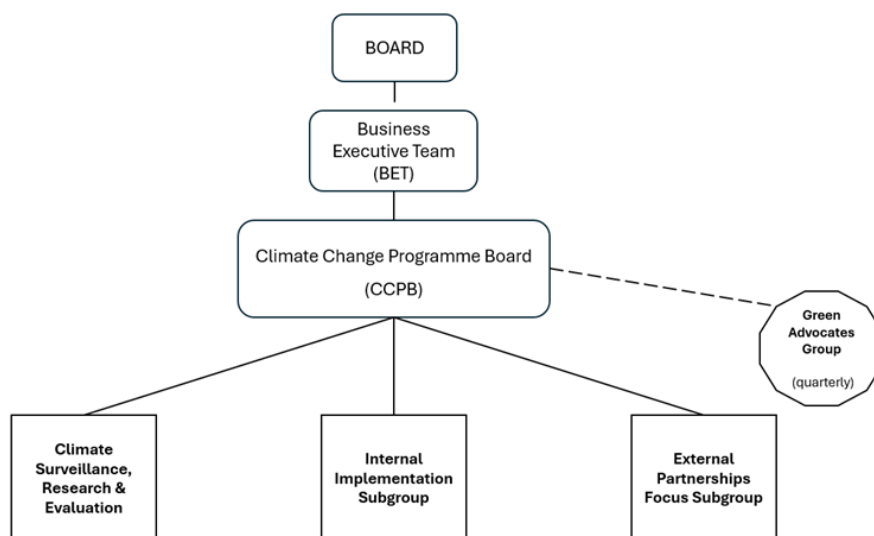 BOARD
Business
Executive Team
(BET)
Climate Change Programme Board
(CCPB)
Green
Advocates
Group
(quarterly)
Climate
Surveillance,
Research &
Evaluation
Internal
Implementation
Subgroup
External
Partnerships
Focus Subgroup